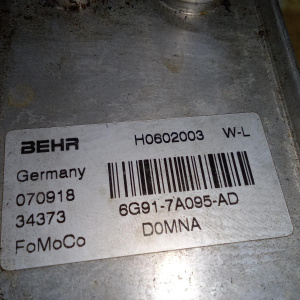 BEHR H0602003 W-L
Germany
070918
34373 6G91-7A095-AD
FoMoCo D0MNA